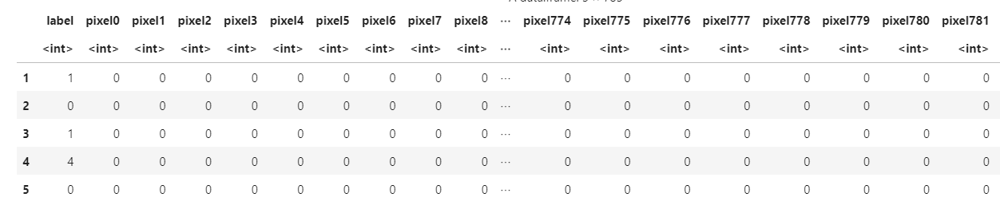 label pixel0 pixel1 pixel2 pixel3 pixel4 pixel5 pixel6 pixel7 pixel8 ⋯ pixel774 pixel775 pixel776 pixel777 pixel778 pixel779 pixel780 pixel781
<int> <int> <int> <int> <int> <int> <int> <int> <int> <int> ⋯ <int> <int> <int> <int> <int> <int> <int> <int>
1 1 0 0 0 0 0 0 0 0 0 ⋯ 0 0 0 0 0 0 0 0
2 0 0 0 0 0 0 0 0 0 0 ⋯ 0 0 0 0 0 0 0 0
3 1 0 0 0 0 0 0 0 0 0 ⋯ 0 0 0 0 0 0 0 0
4 4 0 0 0 0 0 0 0 0 0 ⋯ 0 0 0 0 0 0 0 0
5 0 0 0 0 0 0 0 0 0 0 ⋯ 0 0 0 0 0 0 0 0